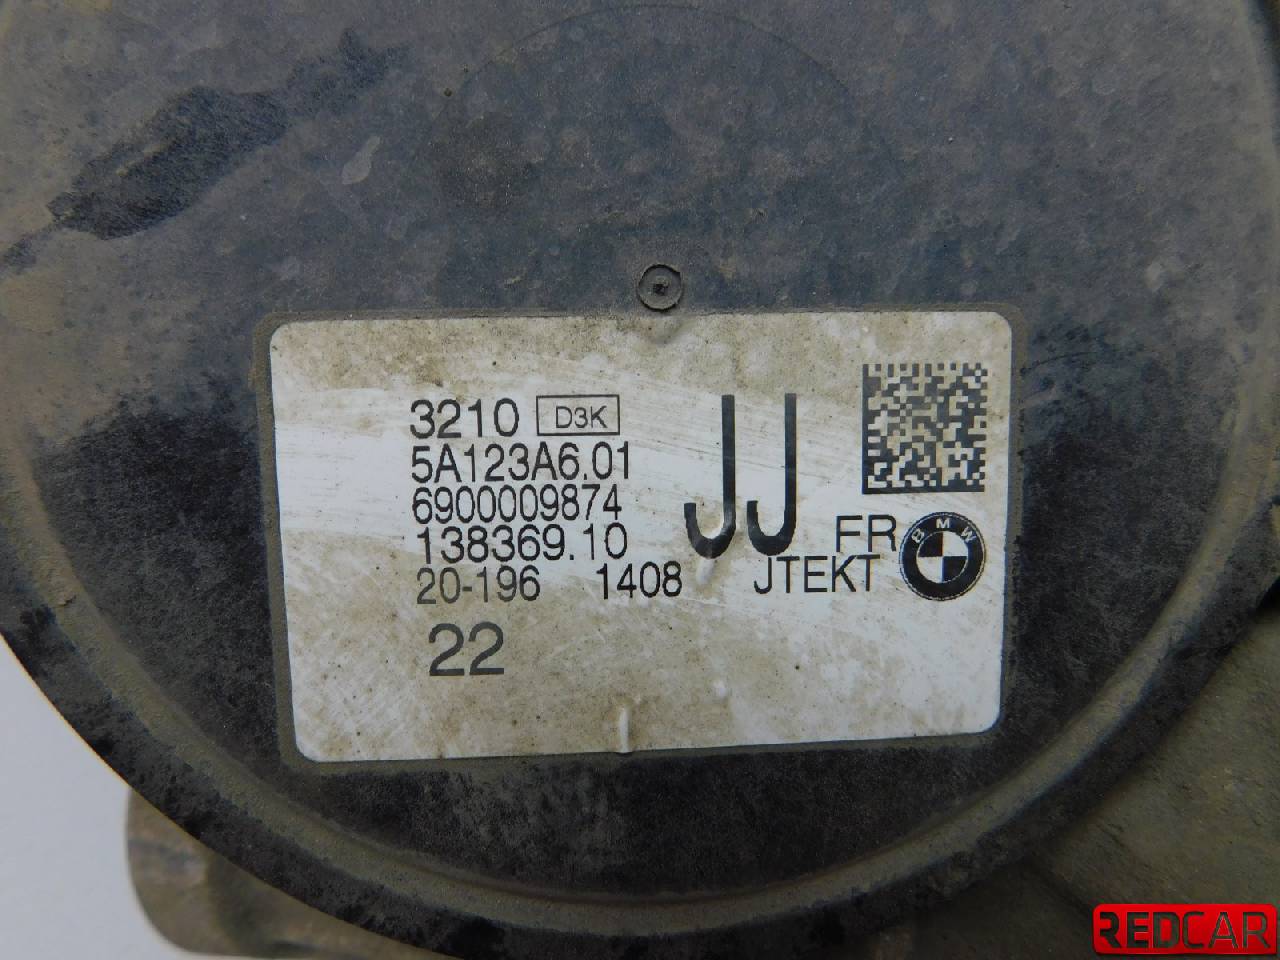 3210 D3K
5A123A6.01
6900009874
138369.10
20-196 1408
22
JJ
FR
JTEKT
BMW
REDCAR